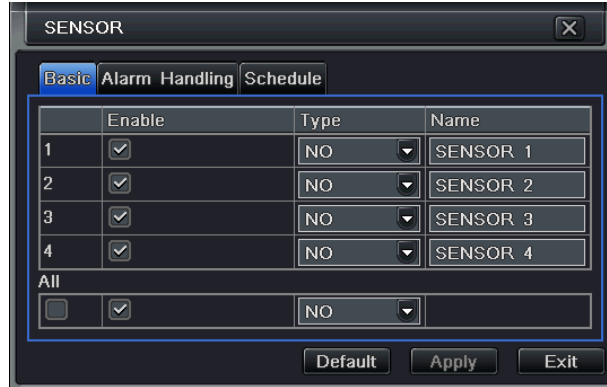 SENSOR
Basic Alarm Handling Schedule
Enable Type Name
1 NO SENSOR 1
2 NO SENSOR 2
3 NO SENSOR 3
4 NO SENSOR 4
All
NO
Default Apply Exit